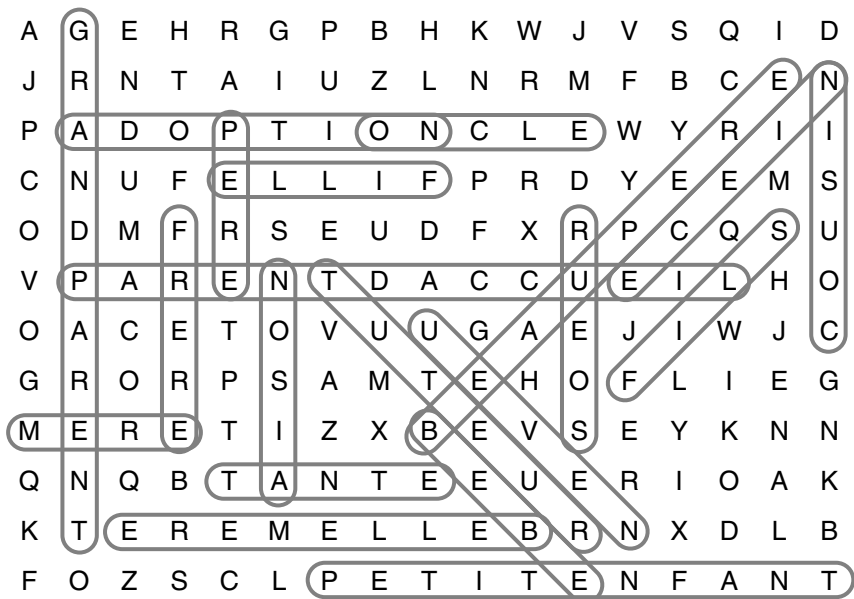 A G E H R G P B H K W J V S Q I D
J R N T A I U Z L N R M F B C E N
P A D O P T I O N C L E W Y R I I
C N U F E L L I F P R D Y E E M S
O D M F R S E U D F X R P C Q S U
V P A R E N T D A C C U E I L H O
O A C E T O V U U G A E J I W J C
G R O R P S A M T E H O F L I E G
M E R E T I Z X B E V S E Y K N N
Q N Q B T A N T E E U E R I O A K
K T E R E M E L L E B R N X D L B
F O Z S C L P E T I T E N F A N T